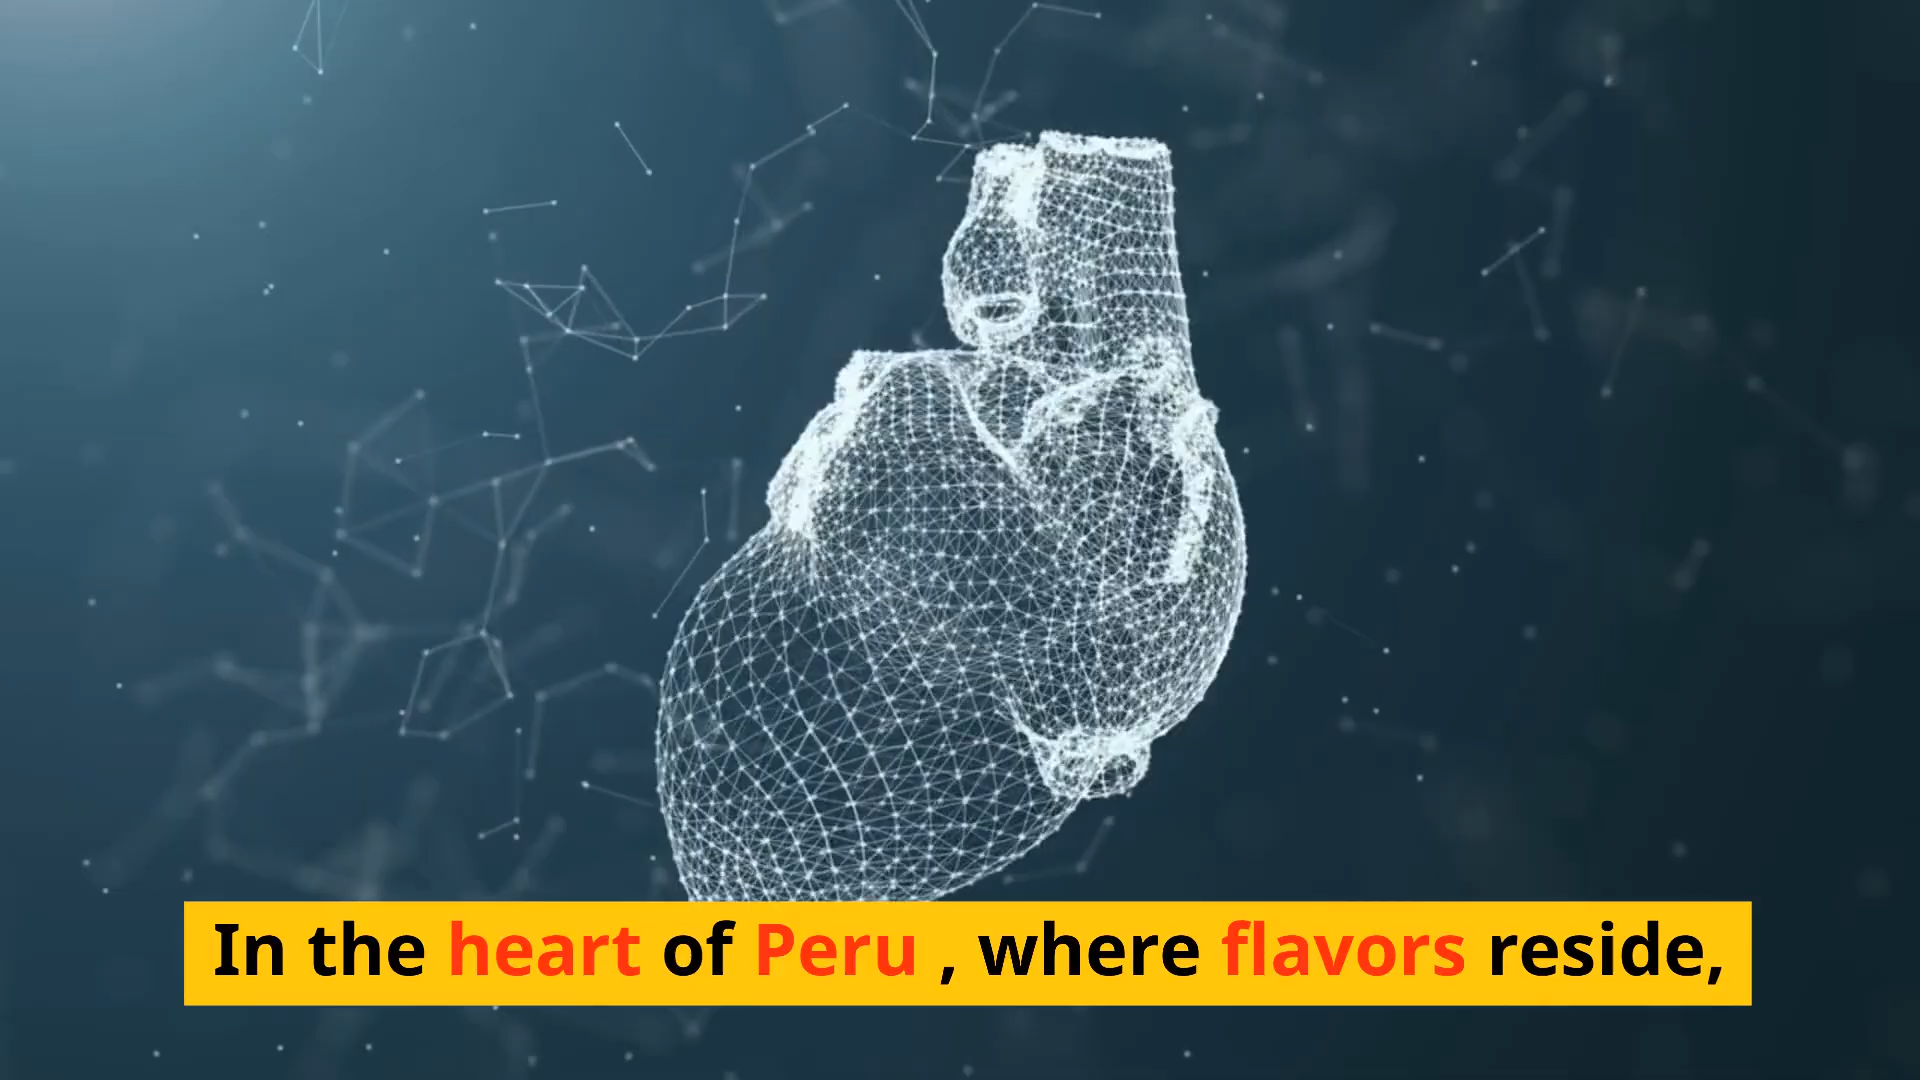 In the heart of Peru , where flavors reside,